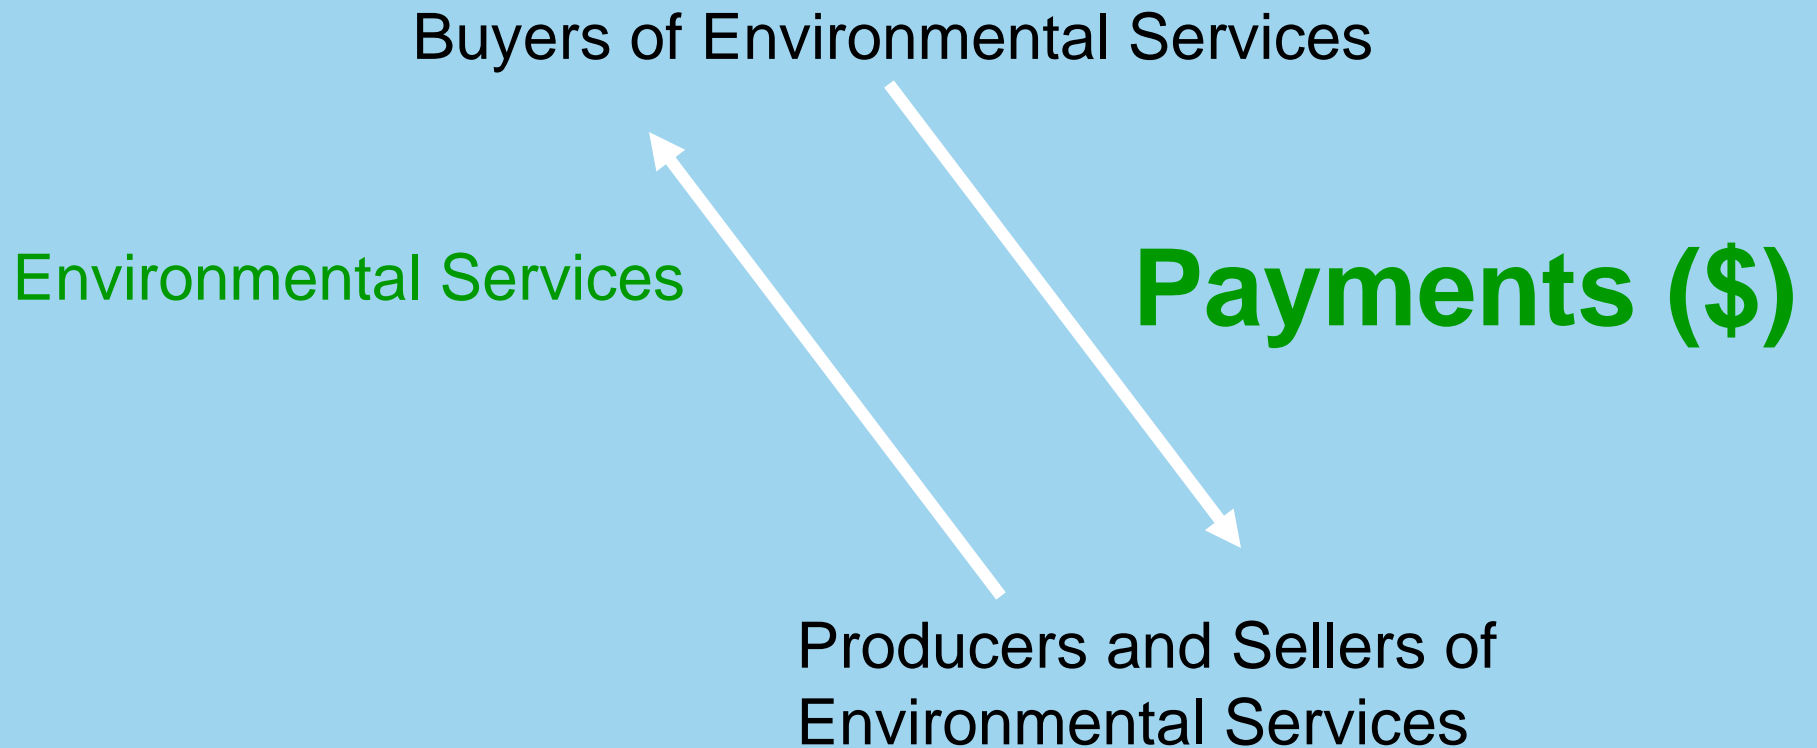 Buyers of Environmental Services
Environmental Services
Payments ($)
Producers and Sellers of
Environmental Services